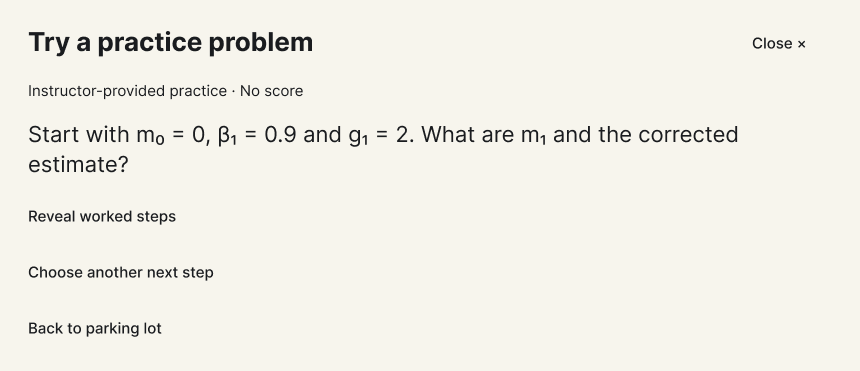 Try a practice problem
Close ×
Instructor-provided practice · No score
Start with m₀ = 0, β₁ = 0.9 and g₁ = 2. What are m₁ and the corrected
estimate?
Reveal worked steps
Choose another next step
Back to parking lot